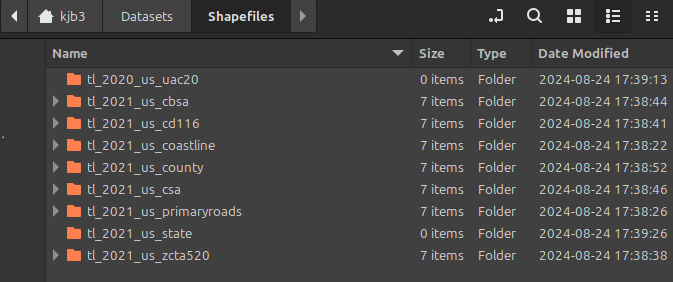 kjb3 Datasets Shapefiles
Name Size Type Date Modified
tl_2020_us_uac20 0 items Folder 2024-08-24 17:39:13
tl_2021_us_cbsa 7 items Folder 2024-08-24 17:38:44
tl_2021_us_cd116 7 items Folder 2024-08-24 17:38:41
tl_2021_us_coastline 7 items Folder 2024-08-24 17:38:22
tl_2021_us_county 7 items Folder 2024-08-24 17:38:52
tl_2021_us_csa 7 items Folder 2024-08-24 17:38:46
tl_2021_us_primaryroads 7 items Folder 2024-08-24 17:38:26
tl_2021_us_state 0 items Folder 2024-08-24 17:39:26
tl_2021_us_zcta520 7 items Folder 2024-08-24 17:38:38